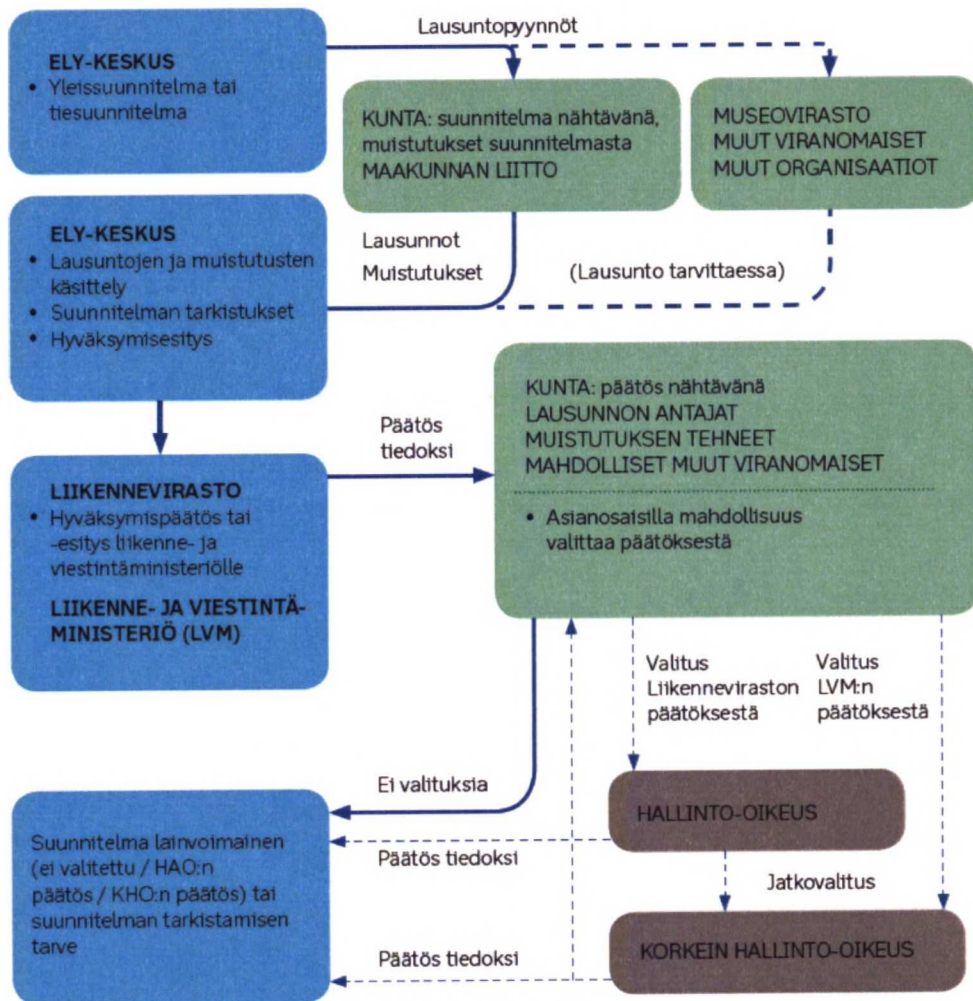 Lausuntopyynnöt
ELY-KESKUS
• Yleissuunnitelma tai
tiesuunnitelma
KUNTA: suunnitelma nähtävänä,
muistutukset suunnitelmasta
MAAKUNNAN LIITTO
MUSEOVIRASTO
MUUT VIRANOMAISET
MUUT ORGANISAATIOT
ELY-KESKUS
• Lausuntojen ja muistutusten
käsittely
• Suunnitelman tarkistukset
• Hyväksymisesitys
Lausunnot
Muistutukset
(Lausunto tarvittaessa)
KUNTA: päätös nähtävänä
LAUSUNNON ANTAJAT
MUISTUTUKSEN TEHNEET
MAHDOLLISET MUUT VIRANOMAISET
• Asianosaisilla mahdollisuus
valittaa päätöksestä
Päätös
tiedoksi
LIIKENNEVIRASTO
• Hyväksymispäätös tai
-esitys liikenne- ja
viestintäministeriölle
LIIKENNE- JA VIESTINTÄ-
MINISTERIÖ (LVM)
Valitus
Liikenneviraston
päätöksestä
Valitus
LVM:n
päätöksestä
Ei valituksia
HALLINTO-OIKEUS
Suunnitelma lainvoimainen
(ei valitettu / HAO:n
päätös / KHO:n päätös) tai
suunnitelman tarkistamisen
tarve
Päätös tiedoksi
Jatkovalitus
Päätös tiedoksi
KORKEIN HALLINTO-OIKEUS